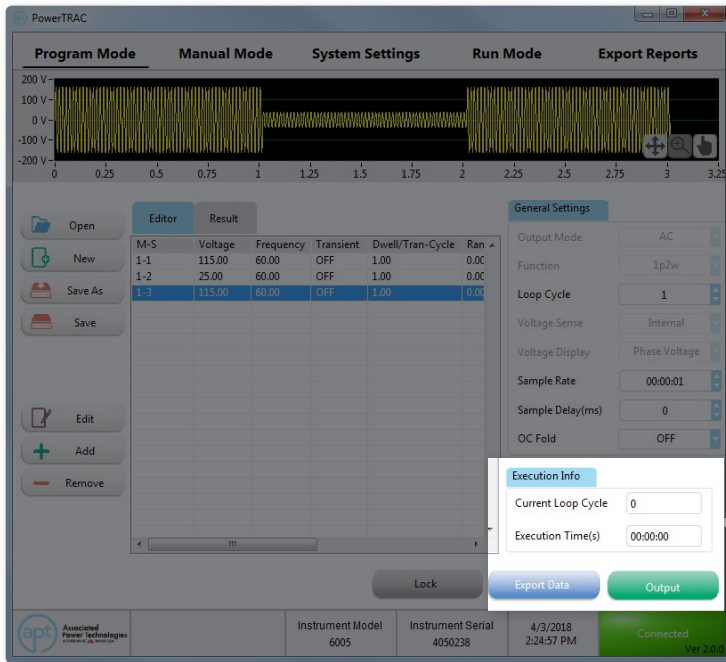 PowerTRAC
Program Mode Manual Mode System Settings Run Mode Export Reports
200 V
100 V
0 V
-100 V
-200 V
0 0.25 0.5 0.75 1 1.25 1.5 1.75 2 2.25 2.5 2.75 3 3.25
Open
New
Save As
Save
Edit
Add
Remove
Editor Result
M-S Voltage Frequency Transient Dwell/Tran-Cycle Ran
1-1 115.00 60.00 OFF 1.00 0.00
1-2 25.00 60.00 OFF 1.00 0.00
1-3 115.00 60.00 OFF 1.00 0.00
General Settings
Output Mode AC
Function 1p2w
Loop Cycle 1
Voltage Sense Internal
Voltage Display Phase Voltage
Sample Rate 00:00:01
Sample Delay(ms) 0
OC Fold OFF
Execution Info
Current Loop Cycle 0
Execution Time(s) 00:00:00
Lock Export Data Output
apt Associated
Power Technologies
Instrument Model
6005
Instrument Serial
4050238
4/3/2018
2:24:57 PM
Connected
Ver 2.0.0